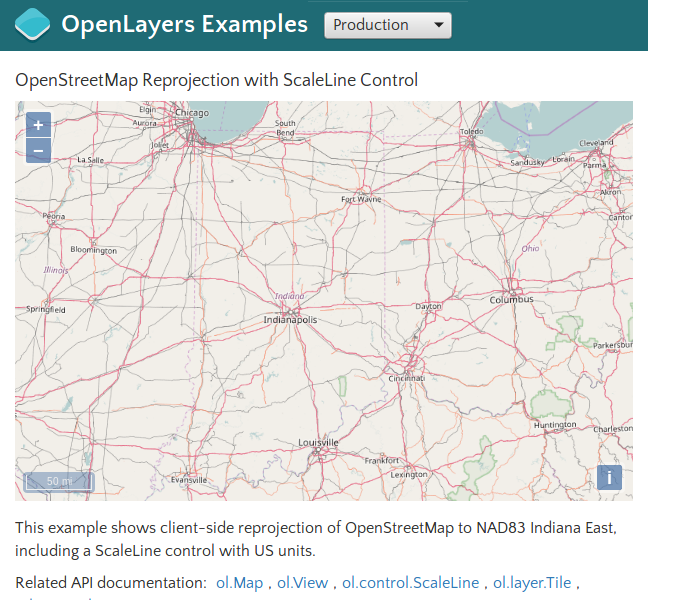 OpenLayers Examples
Production
OpenStreetMap Reprojection with ScaleLine Control
+
−
Elgin
Chicago
Aurora
Joliet
South
Bend
Toledo
La Salle
Sandusky
Lorain
Cleveland
Parma
Akron
Fort Wayne
Peoria
Canton
Bloomington
Ohio
Illinois
Indiana
Springfield
Indianapolis
Dayton
Columbus
Parkersbur
Cincinnati
Huntington
Charleston
Louisville
Frankfort
Lexington
Evansville
50 mi
i
This example shows client-side reprojection of OpenStreetMap to NAD83 Indiana East,
including a ScaleLine control with US units.
Related API documentation: ol.Map , ol.View , ol.control.ScaleLine , ol.layer.Tile ,